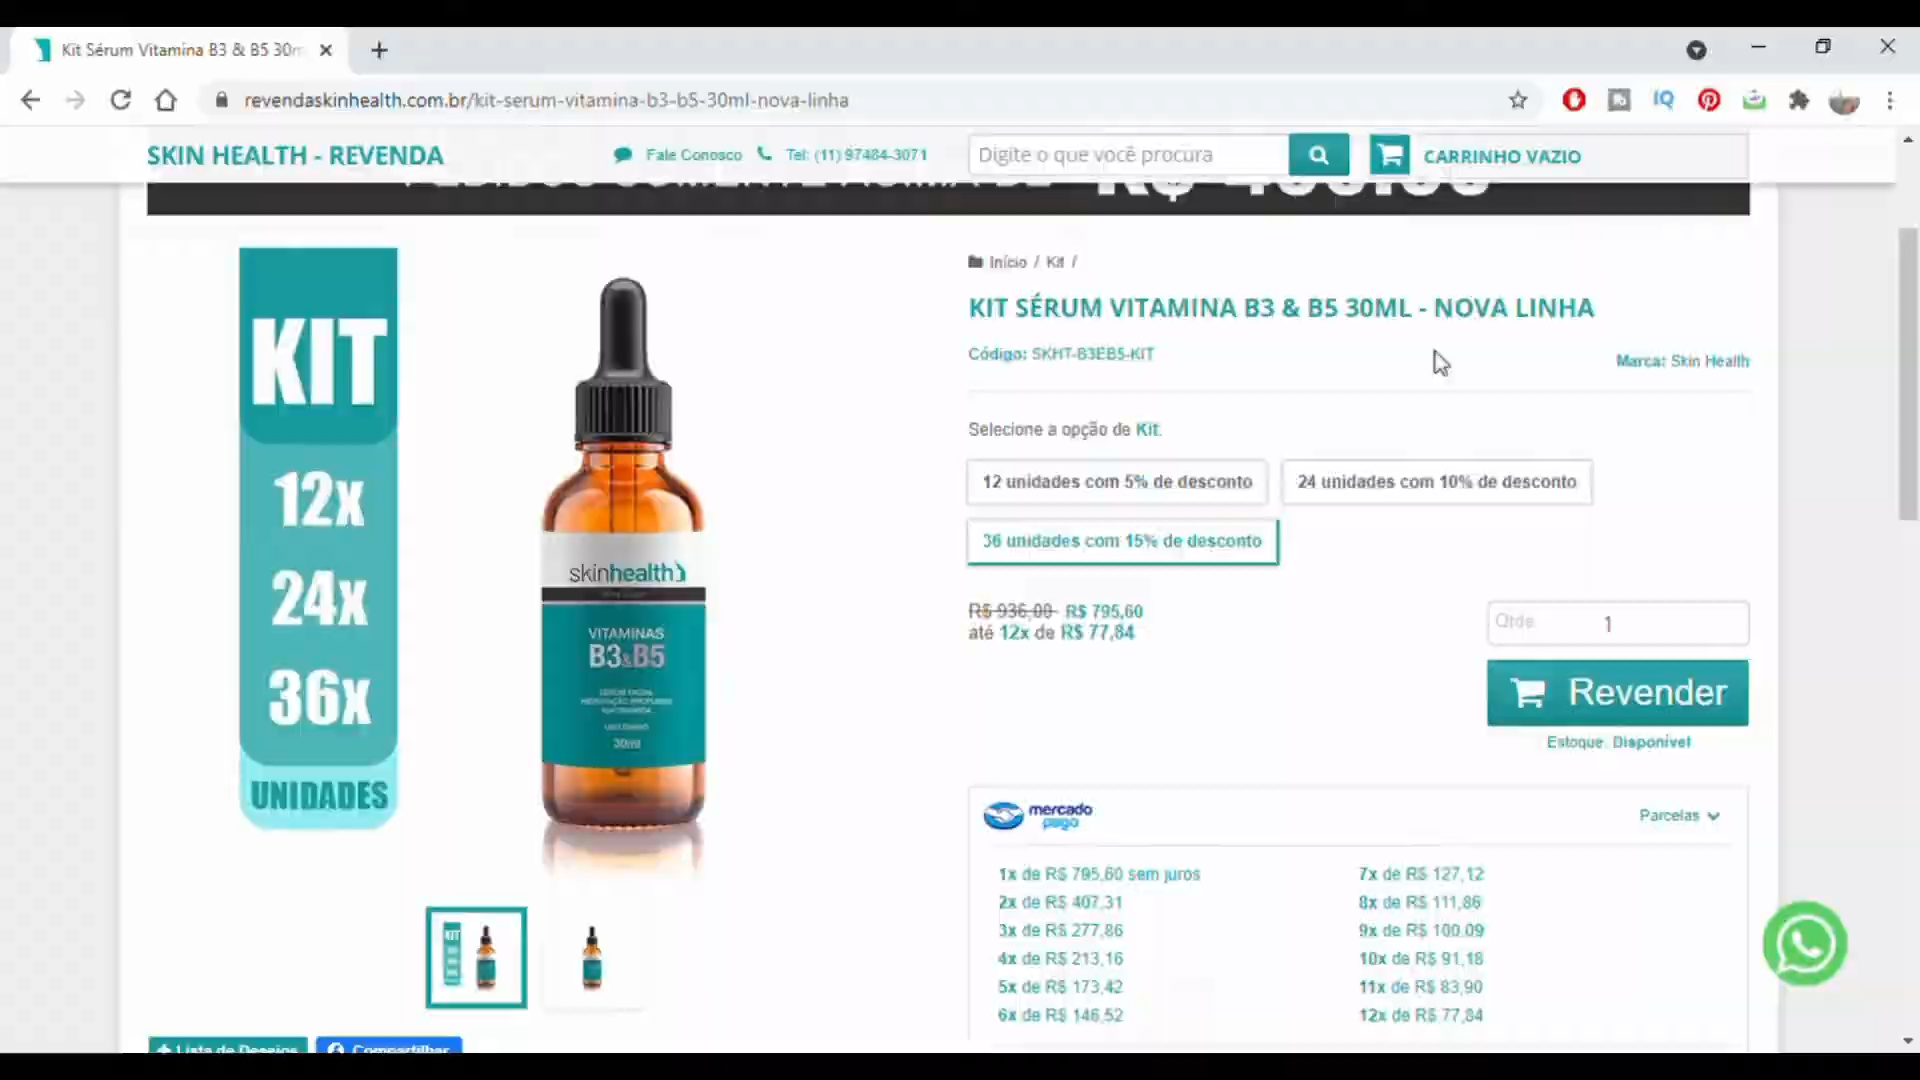 Kit Sérum Vitamina B3 & B5 30m
revendaskinhealth.com.br/kit-serum-vitamina-b3-b5-30ml-nova-linha
SKIN HEALTH - REVENDA
Fale Conosco
Tel: (11) 97484-3071
Digite o que você procura
CARRINHO VAZIO
KIT
12x
24x
36x
UNIDADES
skinhealth
VITAMINAS
B3&B5
30ml
Início / Kit /
KIT SÉRUM VITAMINA B3 & B5 30ML - NOVA LINHA
Código: SKHT-B3EB5-KIT
Marca: Skin Health
Selecione a opção de Kit.
12 unidades com 5% de desconto
24 unidades com 10% de desconto
36 unidades com 15% de desconto
R$ 936,00 R$ 795,60
até 12x de R$ 77,84
Qtde
1
Revender
Estoque: Disponível
mercado
pago
Parcelas
1x de R$ 795,60 sem juros
2x de R$ 407,31
3x de R$ 277,86
4x de R$ 213,16
5x de R$ 173,42
6x de R$ 146,52
7x de R$ 127,12
8x de R$ 111,86
9x de R$ 100,09
10x de R$ 91,18
11x de R$ 83,90
12x de R$ 77,84
KIT
Lista de Desejos
Compartilhar